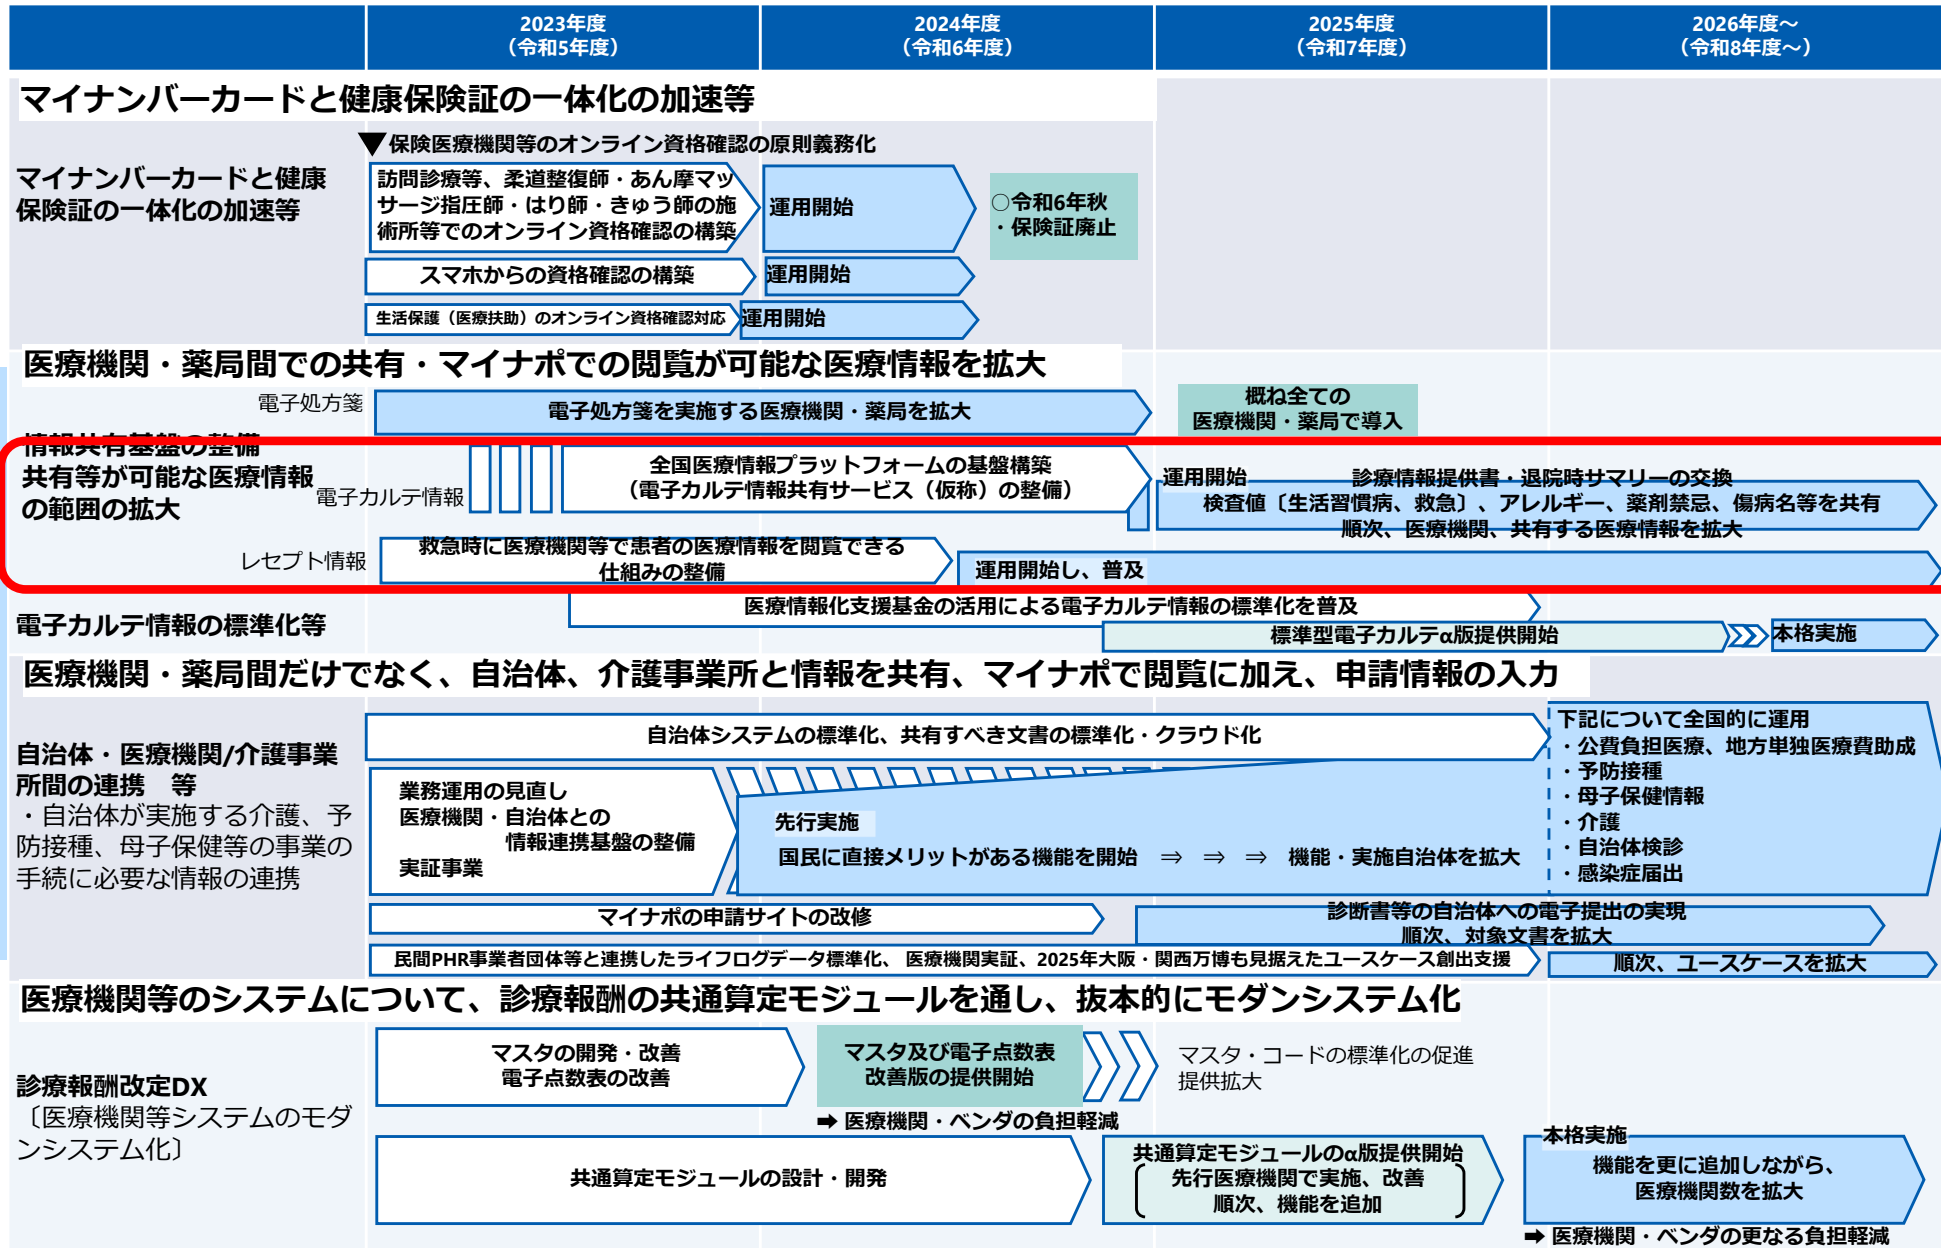 2023年度
（令和5年度）
2024年度
（令和6年度）
2025年度
（令和7年度）
2026年度～
（令和8年度～）
マイナンバーカードと健康保険証の一体化の加速等
▼保険医療機関等のオンライン資格確認の原則義務化
マイナンバーカードと健康
保険証の一体化の加速等
訪問診療等、柔道整復師・あん摩マッ
サージ指圧師・はり師・きゅう師の施
術所等でのオンライン資格確認の構築
運用開始
○令和6年秋
・保険証廃止
スマホからの資格確認の構築
運用開始
生活保護（医療扶助）のオンライン資格確認対応
運用開始
医療機関・薬局間での共有・マイナポでの閲覧が可能な医療情報を拡大
電子処方箋
電子処方箋を実施する医療機関・薬局を拡大
概ね全ての
医療機関・薬局で導入
情報共有基盤の整備
共有等が可能な医療情報
の範囲の拡大
電子カルテ情報
全国医療情報プラットフォームの基盤構築
（電子カルテ情報共有サービス（仮称）の整備）
運用開始
診療情報提供書・退院時サマリーの交換
検査値〔生活習慣病、救急〕、アレルギー、薬剤禁忌、傷病名等を共有
順次、医療機関、共有する医療情報を拡大
レセプト情報
救急時に医療機関等で患者の医療情報を閲覧できる
仕組みの整備
運用開始し、普及
電子カルテ情報の標準化等
医療情報化支援基金の活用による電子カルテ情報の標準化を普及
標準型電子カルテα版提供開始
本格実施
医療機関・薬局間だけでなく、自治体、介護事業所と情報を共有、マイナポで閲覧に加え、申請情報の入力
自治体・医療機関/介護事業
所間の連携　等
・自治体が実施する介護、予
防接種、母子保健等の事業の
手続に必要な情報の連携
自治体システムの標準化、共有すべき文書の標準化・クラウド化
業務運用の見直し
医療機関・自治体との
情報連携基盤の整備
実証事業
先行実施
国民に直接メリットがある機能を開始　⇒　⇒　⇒　機能・実施自治体を拡大
下記について全国的に運用
・公費負担医療、地方単独医療費助成
・予防接種
・母子保健情報
・介護
・自治体検診
・感染症届出
マイナポの申請サイトの改修
診断書等の自治体への電子提出の実現
順次、対象文書を拡大
民間PHR事業者団体等と連携したライフログデータ標準化、 医療機関実証、2025年大阪・関西万博も見据えたユースケース創出支援
順次、ユースケースを拡大
医療機関等のシステムについて、診療報酬の共通算定モジュールを通し、抜本的にモダンシステム化
診療報酬改定DX
〔医療機関等システムのモダ
ンシステム化〕
マスタの開発・改善
電子点数表の改善
マスタ及び電子点数表
改善版の提供開始
➡ 医療機関・ベンダの負担軽減
マスタ・コードの標準化の促進
提供拡大
共通算定モジュールの設計・開発
共通算定モジュールのα版提供開始
先行医療機関で実施、改善
順次、機能を追加
本格実施
機能を更に追加しながら、
医療機関数を拡大
➡ 医療機関・ベンダの更なる負担軽減